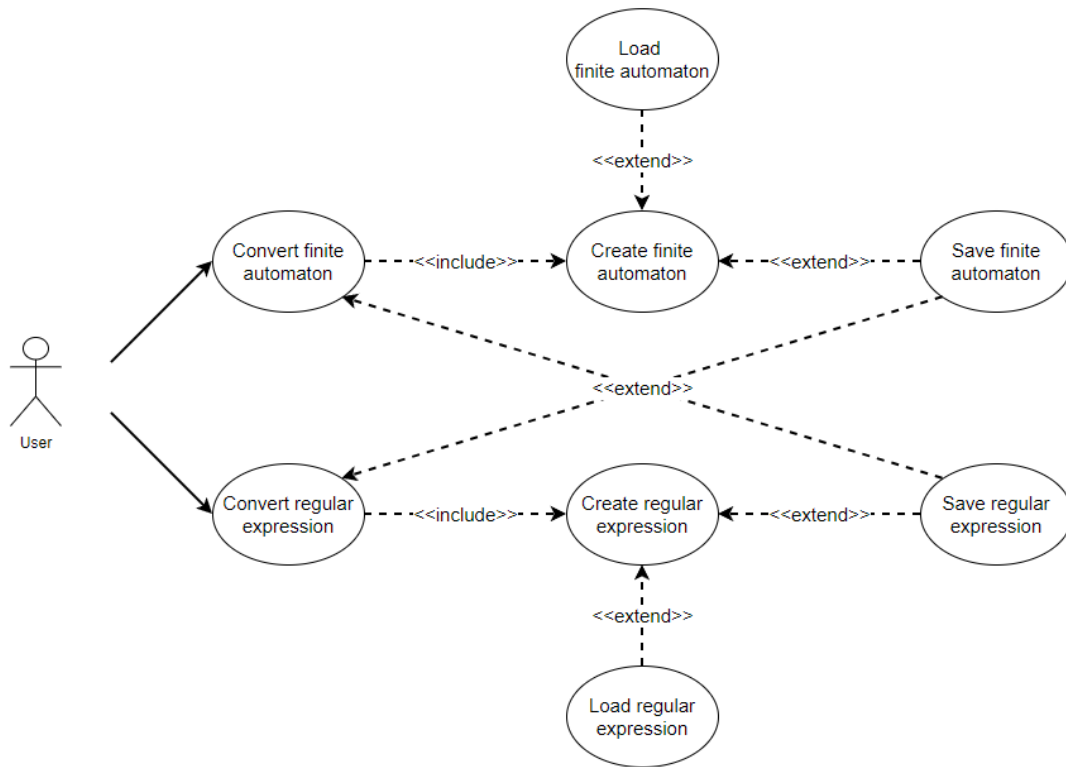 Load
finite automaton
<<extend>>
Convert finite
automaton
<<include>>
Create finite
automaton
<<extend>>
Save finite
automaton
<<extend>>
User
Convert regular
expression
<<include>>
Create regular
expression
<<extend>>
Save regular
expression
<<extend>>
Load regular
expression